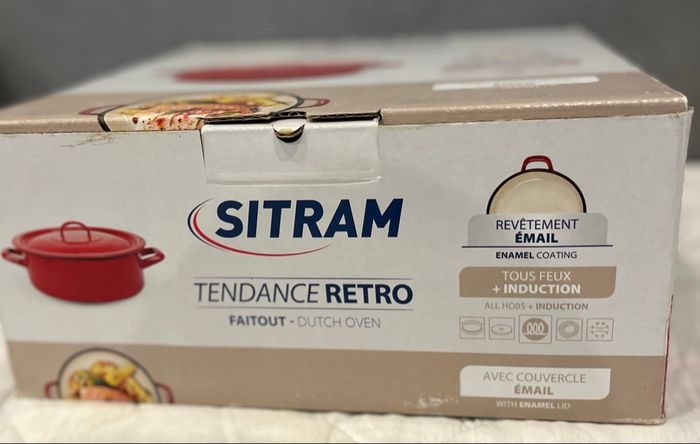 SITRAM
TENDANCE RETRO
FAITOUT - DUTCH OVEN
REVÊTEMENT
ÉMAIL
ENAMEL COATING
TOUS FEUX
+ INDUCTION
ALL HOBS + INDUCTION
AVEC COUVERCLE
ÉMAIL
WITH ENAMEL LID